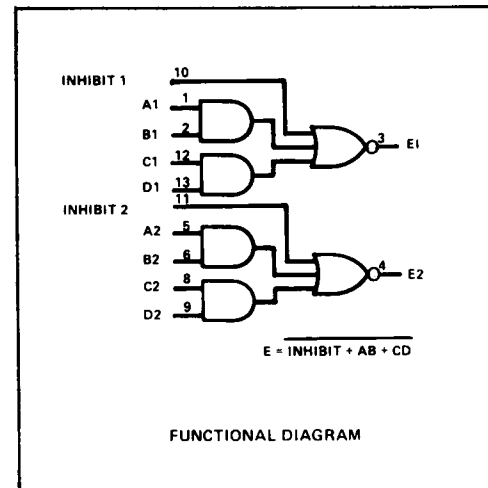 10
INHIBIT 1
A1 1
B1 2
3 E1
C1 12
D1 13
INHIBIT 2 11
A2 5
B2 6
4 E2
C2 8
D2 9
E = INHIBIT + AB + CD
FUNCTIONAL DIAGRAM